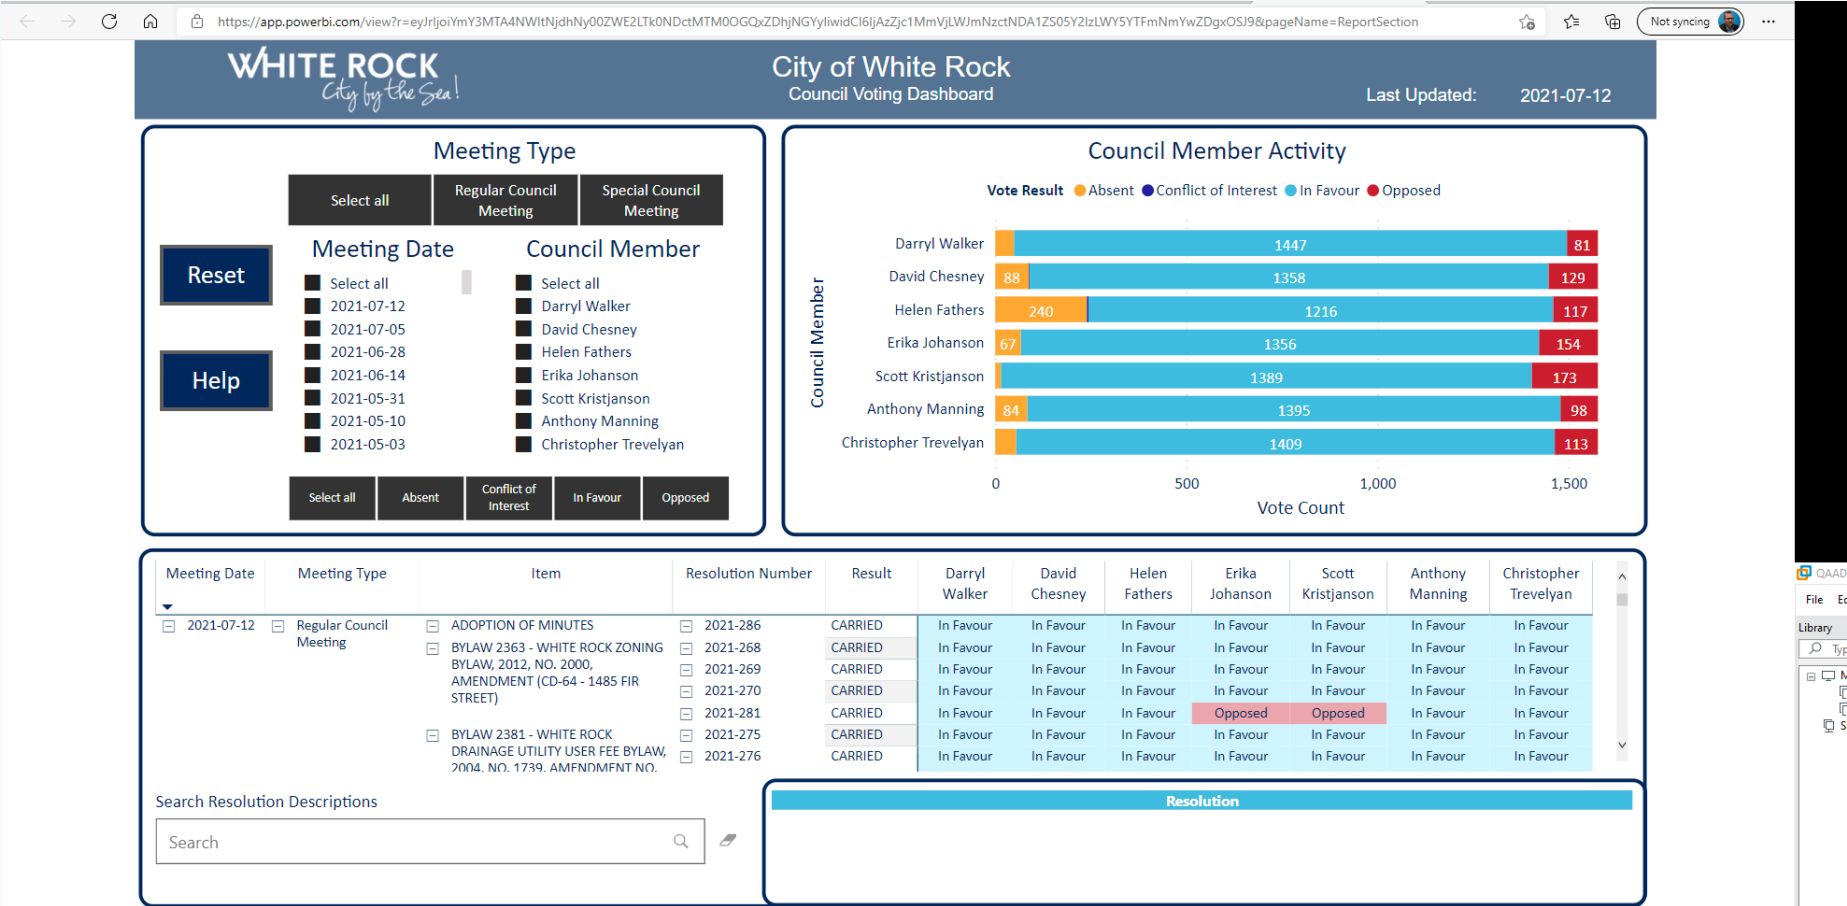 https://app.powerbi.com/view?r=eyJrIjoiYmY3MTA4NWItNjdhNy00ZWE2LTk0NDctMTM0OGQxZDhjNGYyIiwidCI6IjAzZjc1MmVjLWJmNzctNDA1ZS05Y2IzLWY5YTFmNmYwZDgxOSJ9&pageName=ReportSection
Not syncing
WHITE ROCK
City by the Sea!
City of White Rock
Council Voting Dashboard
Last Updated: 2021-07-12
Meeting Type
Select all
Regular Council
Meeting
Special Council
Meeting
Reset
Help
Meeting Date
Select all
2021-07-12
2021-07-05
2021-06-28
2021-06-14
2021-05-31
2021-05-10
2021-05-03
Council Member
Select all
Darryl Walker
David Chesney
Helen Fathers
Erika Johanson
Scott Kristjanson
Anthony Manning
Christopher Trevelyan
Select all
Absent
Conflict of
Interest
In Favour
Opposed
Council Member Activity
Vote Result Absent Conflict of Interest In Favour Opposed
Council Member
Darryl Walker 1447 81
David Chesney 88 1358 129
Helen Fathers 240 1216 117
Erika Johanson 67 1356 154
Scott Kristjanson 1389 173
Anthony Manning 84 1395 98
Christopher Trevelyan 1409 113
0 500 1,000 1,500
Vote Count
Meeting Date
Meeting Type
Item
Resolution Number
Result
Darryl
Walker
David
Chesney
Helen
Fathers
Erika
Johanson
Scott
Kristjanson
Anthony
Manning
Christopher
Trevelyan
2021-07-12
Regular Council
Meeting
ADOPTION OF MINUTES
2021-286 CARRIED In Favour In Favour In Favour In Favour In Favour In Favour In Favour
BYLAW 2363 - WHITE ROCK ZONING
BYLAW, 2012, NO. 2000,
AMENDMENT (CD-64 - 1485 FIR
STREET)
2021-268 CARRIED In Favour In Favour In Favour In Favour In Favour In Favour In Favour
2021-269 CARRIED In Favour In Favour In Favour In Favour In Favour In Favour In Favour
2021-270 CARRIED In Favour In Favour In Favour In Favour In Favour In Favour In Favour
2021-281 CARRIED In Favour In Favour In Favour Opposed Opposed In Favour In Favour
BYLAW 2381 - WHITE ROCK
DRAINAGE UTILITY USER FEE BYLAW,
2004, NO. 1739, AMENDMENT NO.
2021-275 CARRIED In Favour In Favour In Favour In Favour In Favour In Favour In Favour
2021-276 CARRIED In Favour In Favour In Favour In Favour In Favour In Favour In Favour
Search Resolution Descriptions
Search
Resolution
QAAD
File Ec
Library
Typ
M
S